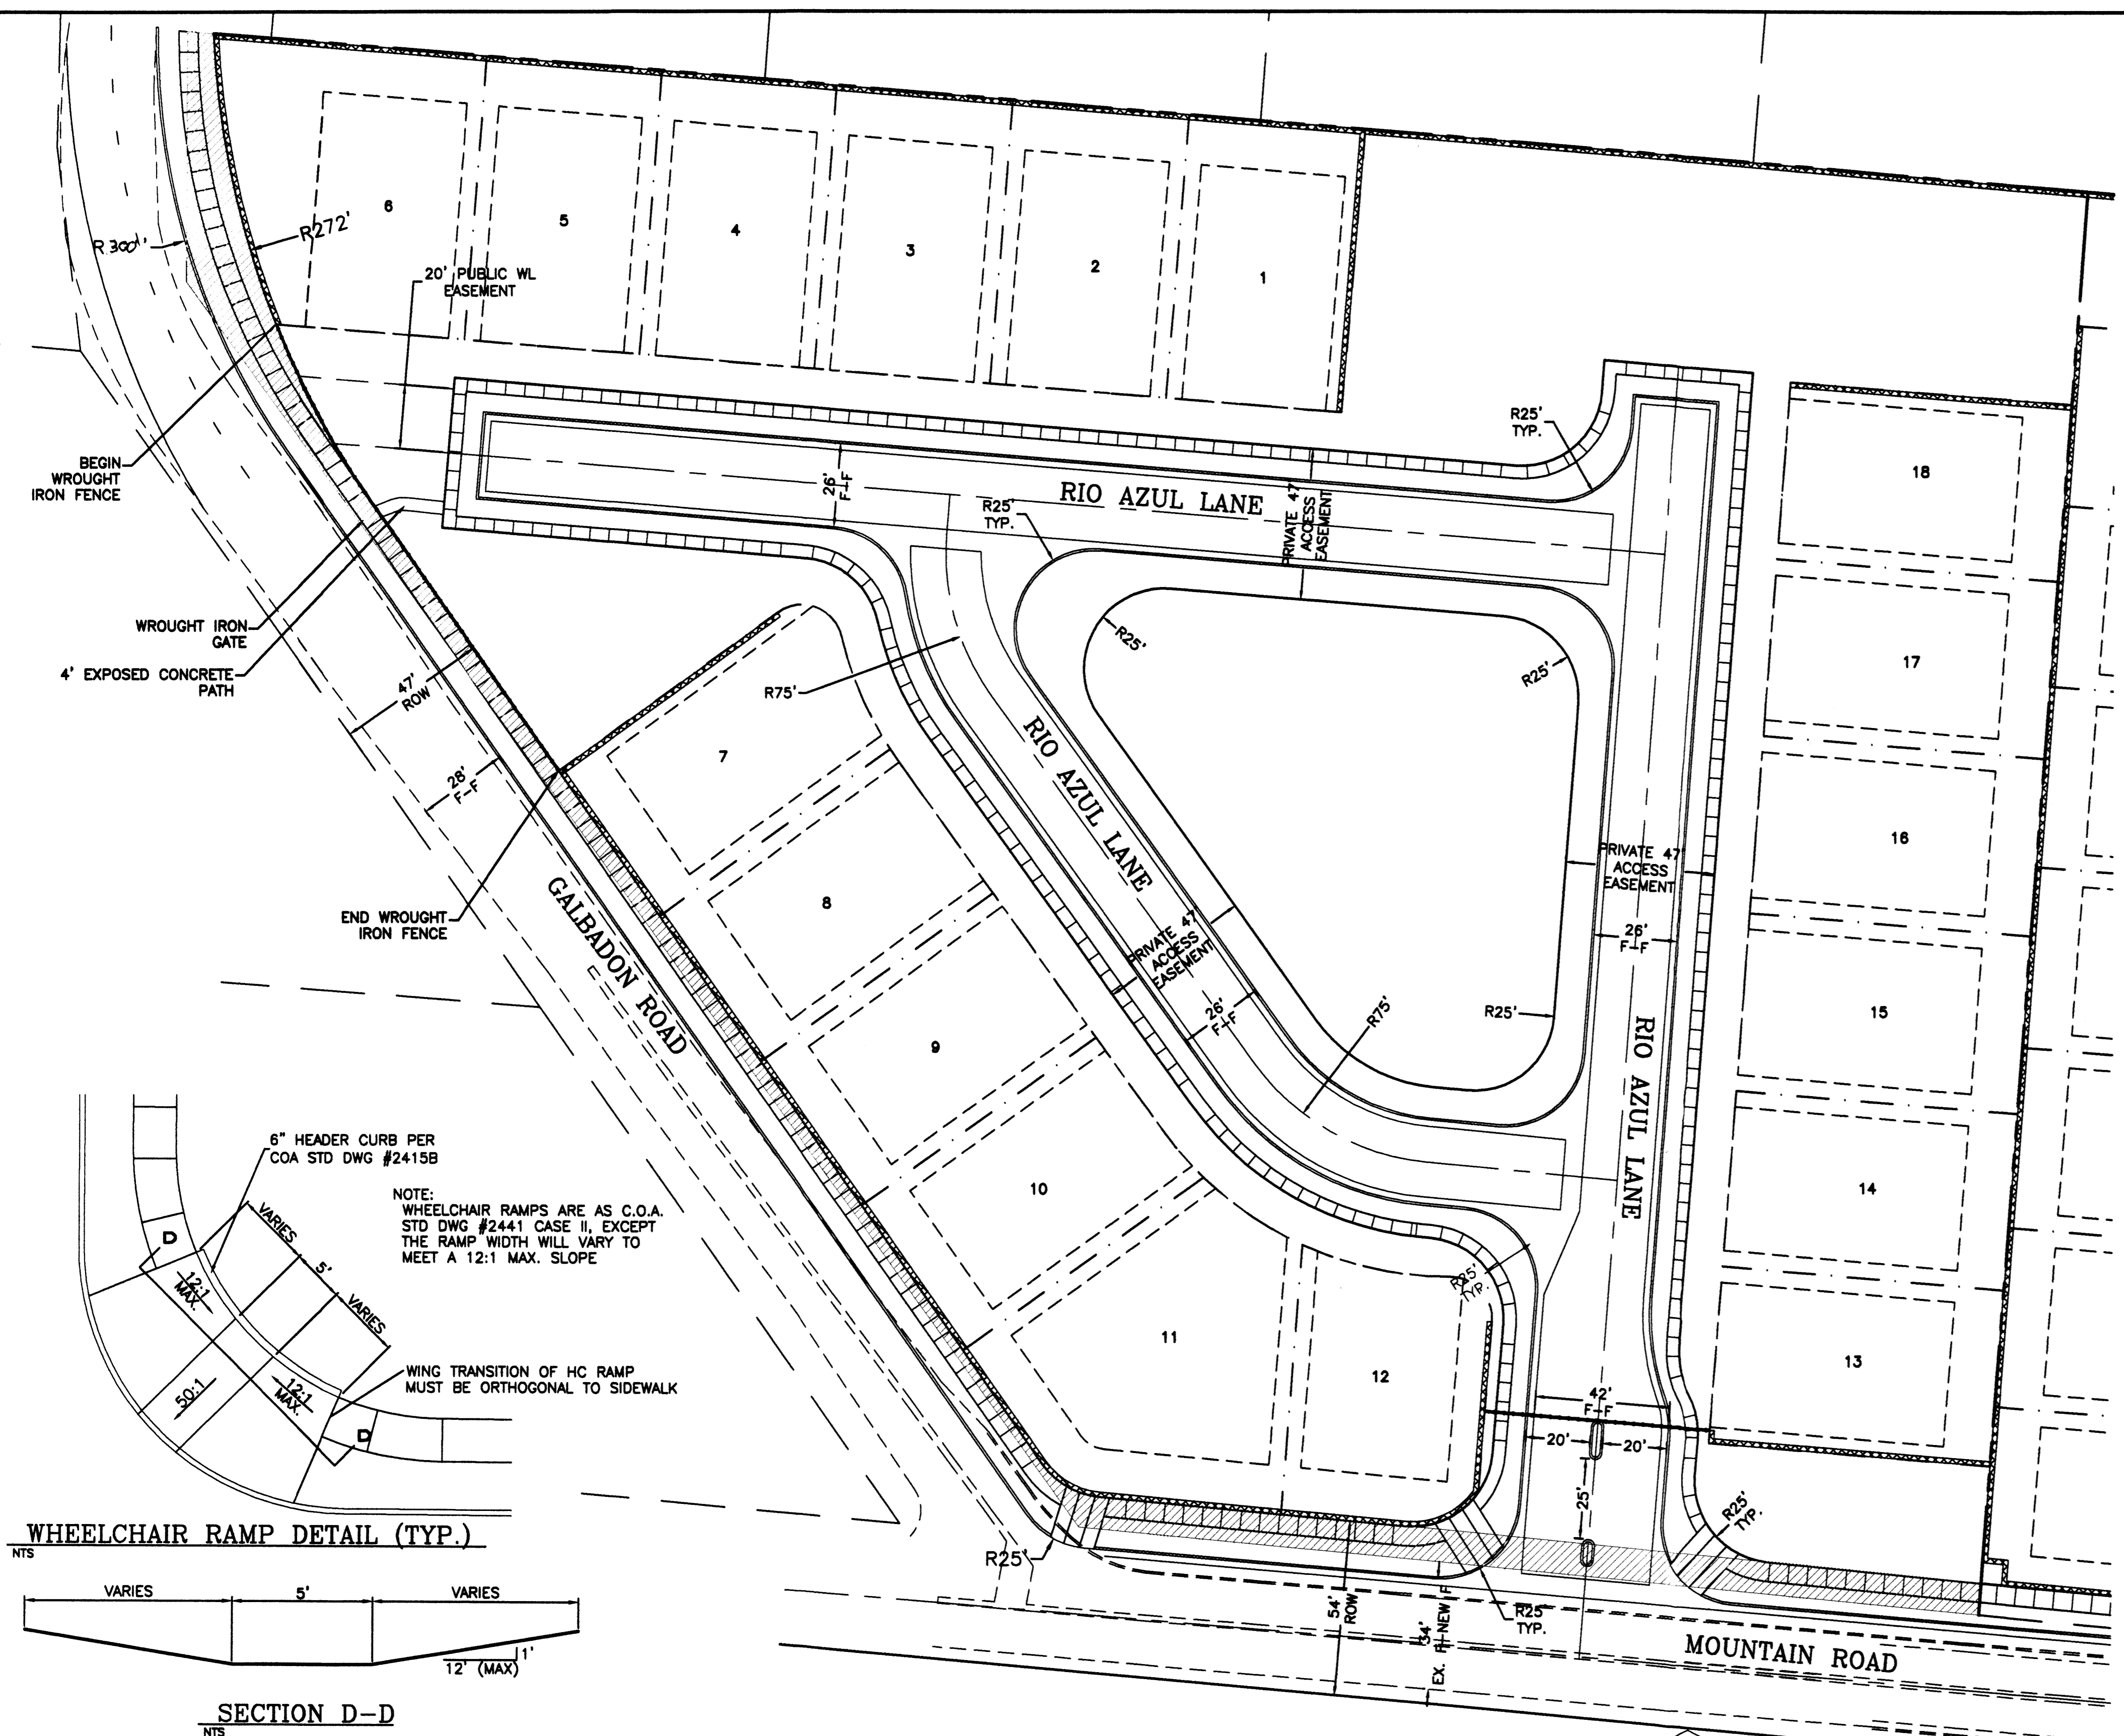 6
5
4
3
2
1
R 300'
R272'
20' PUBLIC WL
EASEMENT
BEGIN
WROUGHT
IRON FENCE
WROUGHT IRON
GATE
4' EXPOSED CONCRETE
PATH
47'
ROW
28'
F-F
END WROUGHT
IRON FENCE
GALBADON ROAD
26'
F-F
RIO AZUL LANE
R25'
TYP.
PRIVATE 47'
ACCESS
EASEMENT
R25'
TYP.
R25'
R25'
R75'
RIO AZUL LANE
PRIVATE 47'
ACCESS
EASEMENT
26'
F-F
R75'
R25'
PRIVATE 47'
ACCESS
EASEMENT
26'
F-F
RIO AZUL LANE
18
17
16
15
14
13
7
8
9
10
11
12
R25'
TYP.
42'
F-F
20'
20'
25'
R25'
TYP.
R25'
TYP.
R25'
54'
ROW
34'
EX. F-NEW F
MOUNTAIN ROAD
6" HEADER CURB PER
COA STD DWG #2415B
NOTE:
WHEELCHAIR RAMPS ARE AS C.O.A.
STD DWG #2441 CASE II, EXCEPT
THE RAMP WIDTH WILL VARY TO
MEET A 12:1 MAX. SLOPE
VARIES
5'
VARIES
D
12:1
MAX.
50:1
12:1
MAX.
D
WING TRANSITION OF HC RAMP
MUST BE ORTHOGONAL TO SIDEWALK
WHEELCHAIR RAMP DETAIL (TYP.)
NTS
VARIES
5'
VARIES
1'
12' (MAX)
SECTION D-D
NTS